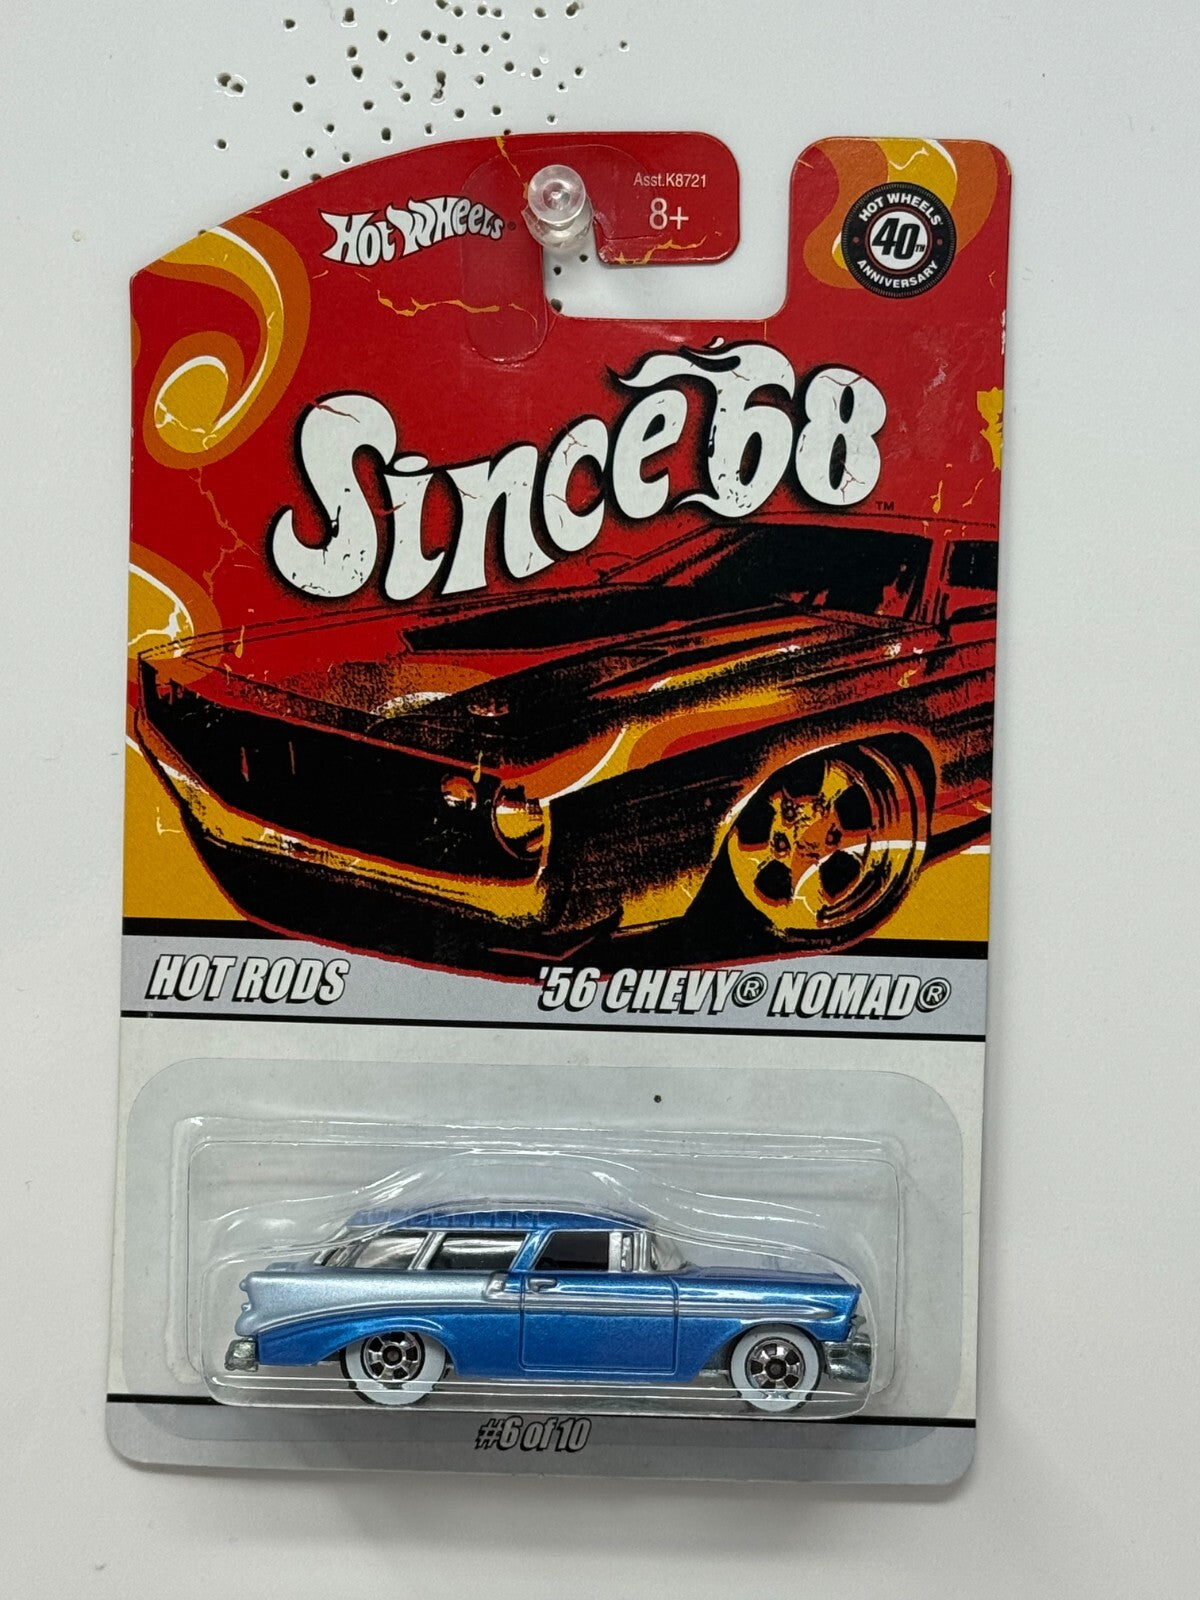 Hot Wheels®
Asst.K8721
8+
HOT WHEELS
40TH
ANNIVERSARY
Since 68 ™
HOT RODS
'56 CHEVY® NOMAD®
#6 of 10